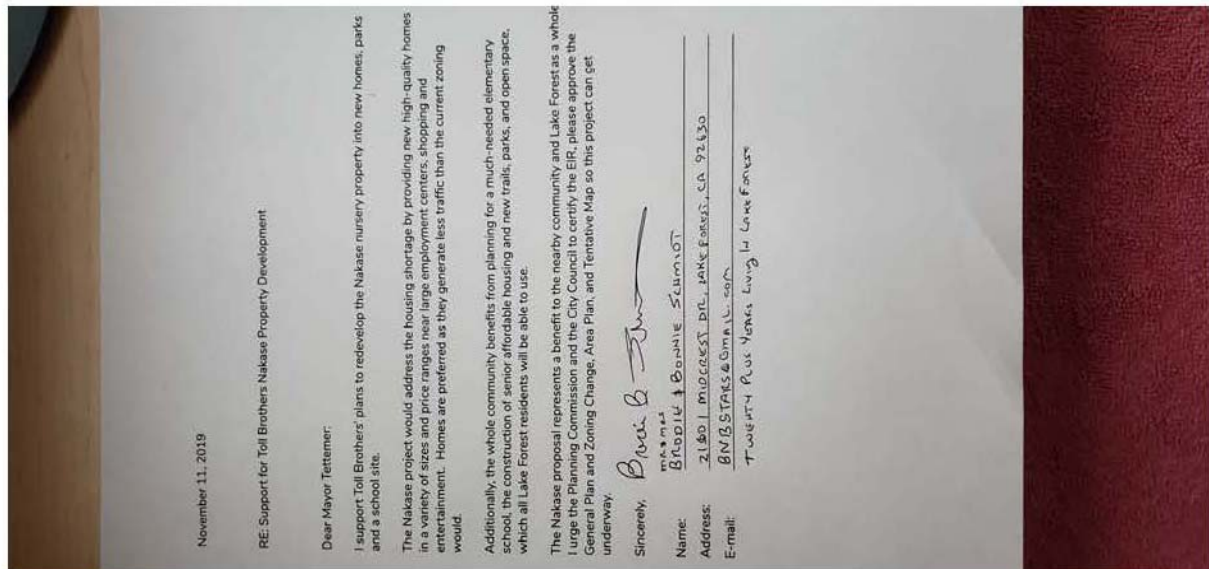 November 11, 2019
RE: Support for Toll Brothers Nakase Property Development
Dear Mayor Tettemer:
I support Toll Brothers' plans to redevelop the Nakase nursery property into new homes, parks
and a school site.
The Nakase project would address the housing shortage by providing new high-quality homes
in a variety of sizes and price ranges near large employment centers, shopping and
entertainment. Homes are preferred as they generate less traffic than the current zoning
would.
Additionally, the whole community benefits from planning for a much-needed elementary
school, the construction of senior affordable housing and new trails, parks, and open space,
which all Lake Forest residents will be able to use.
The Nakase proposal represents a benefit to the nearby community and Lake Forest as a whole
I urge the Planning Commission and the City Council to certify the EIR, please approve the
General Plan and Zoning Change, Area Plan, and Tentative Map so this project can get
underway.
Sincerely,
Name: BRODIE & BONNIE SCHMIDT
Address: 21601 MIDCREST DR, LAKE FOREST, CA 92630
E-mail: BNBSTARS@GMAIL.COM
TWENTY PLUS YEARS LIVING IN LAKE FOREST